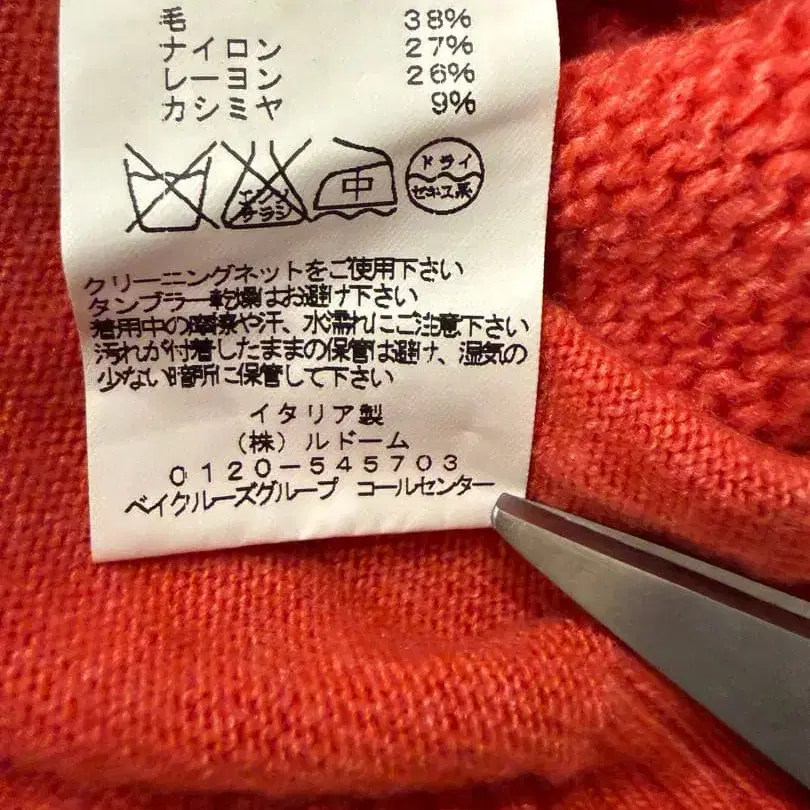 毛 38%
ナイロン 27%
レーヨン 26%
カシミヤ 9%
エンソ
サラシ
中
ドライ
セキユ系
クリーニングネットをご使用下さい
タンブラー乾燥はお避け下さい
着用中の摩擦や汗、水濡れにご注意下さい
汚れが付着したままの保管は避け、湿気の
少ない暗所に保管して下さい
イタリア製
(株)ルドーム
0120-545703
ベイクルーズグループ コールセンター